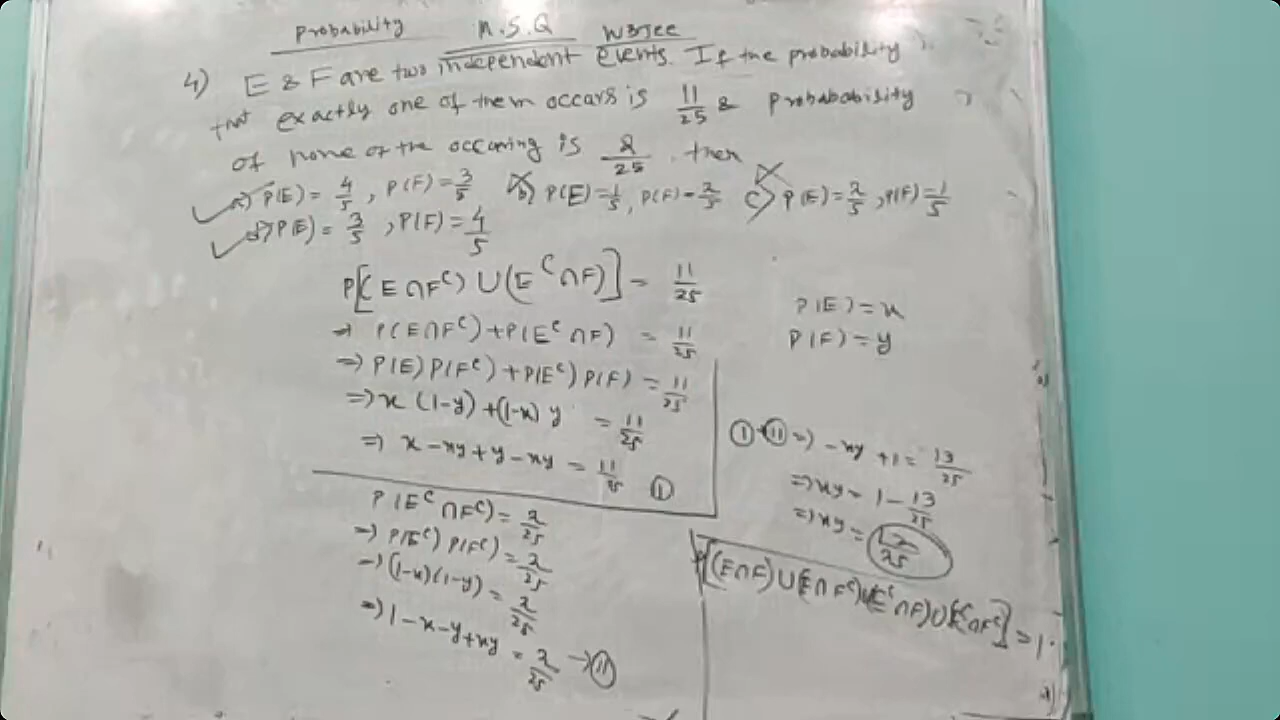 Probability M.S.Q WBJEE
4) E & F are two independent events. If the probability
that exactly one of them occars is 11/25 & probabability
of none of the occuring is 2/25, then
a) P(E) = 4/5, P(F) = 3/5 b) P(E) = 1/5, P(F) = 2/5 c) P(E) = 2/5, P(F) = 1/5
d) P(E) = 3/5, P(F) = 4/5
P[(E∩F^c) ∪ (E^c∩F)] = 11/25
⇒ P(E∩F^c) + P(E^c∩F) = 11/25
⇒ P(E) P(F^c) + P(E^c) P(F) = 11/25
⇒ x(1-y) + (1-x) y = 11/25
⇒ x - xy + y - xy = 11/25 ①
P(E^c∩F^c) = 2/25
⇒ P(E^c) P(F^c) = 2/25
⇒ (1-x)(1-y) = 2/25
⇒ 1 - x - y + xy = 2/25 → ⑪
P(E) = x
P(F) = y
① + ⑪ ⇒ - xy + 1 = 13/25
⇒ xy = 1 - 13/25
⇒ xy = 12/25
P[(E∩F) ∪ (E∩F^c) ∪ (E^c∩F) ∪ (E^c∩F^c)] = 1.